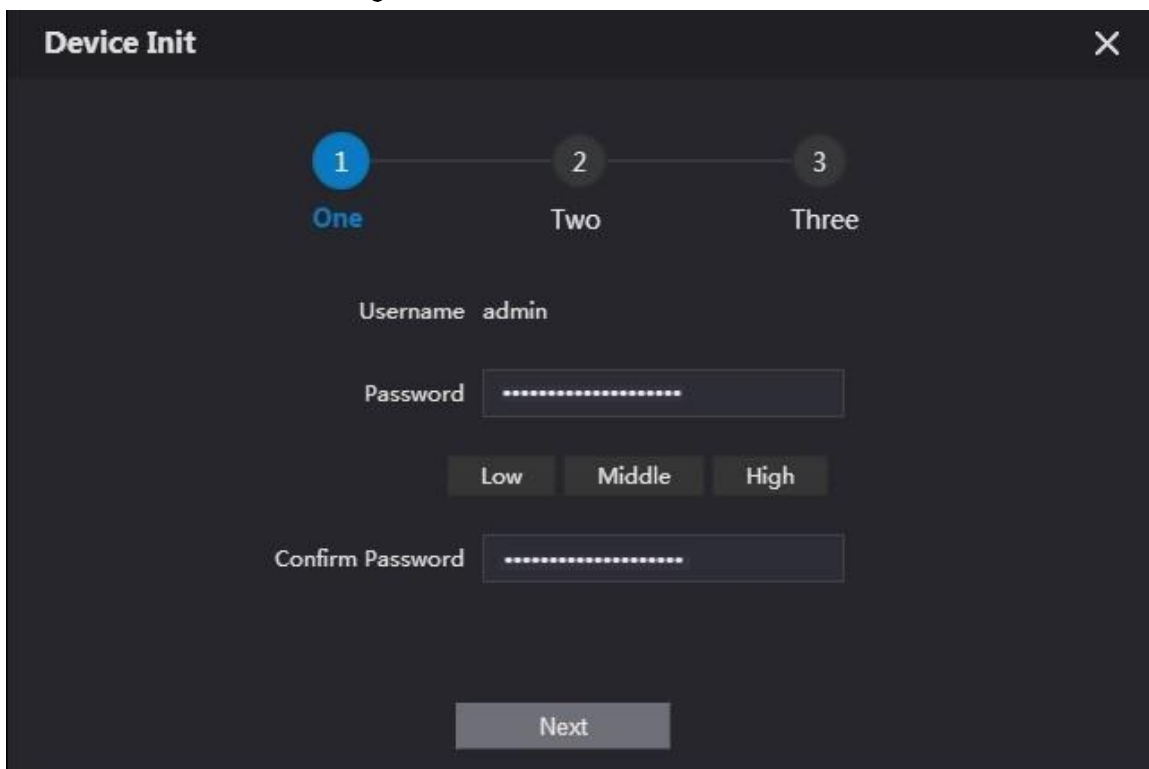 Device Init
1 2 3
One Two Three
Username admin
Password ••••••••••••••••••••
Low Middle High
Confirm Password ••••••••••••••••••••
Next